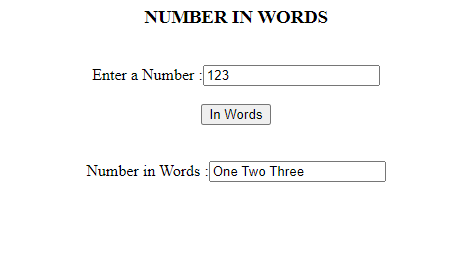 NUMBER IN WORDS
Enter a Number :123
In Words
Number in Words :One Two Three